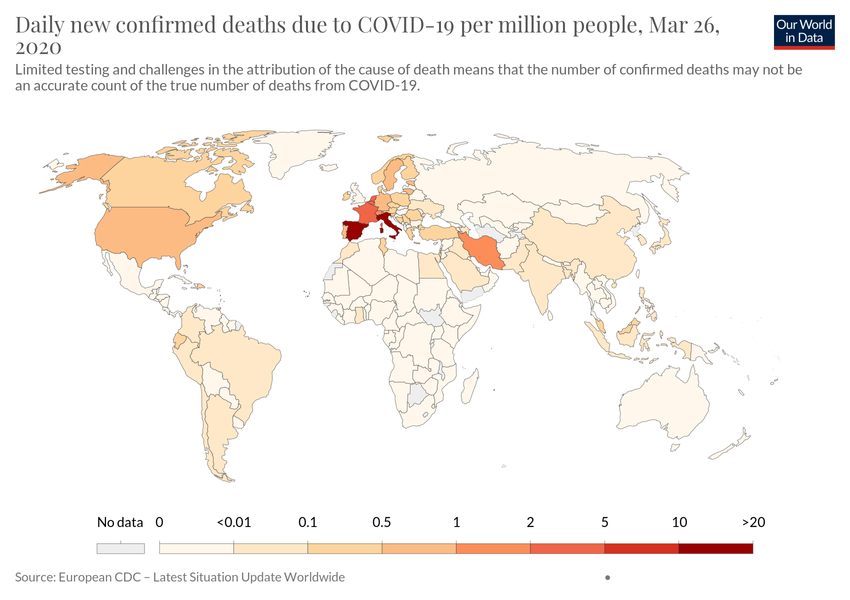 Daily new confirmed deaths due to COVID-19 per million people, Mar 26,
2020
Our World
in Data
Limited testing and challenges in the attribution of the cause of death means that the number of confirmed deaths may not be
an accurate count of the true number of deaths from COVID-19.
No data 0 <0.01 0.1 0.5 1 2 5 10 >20
Source: European CDC – Latest Situation Update Worldwide